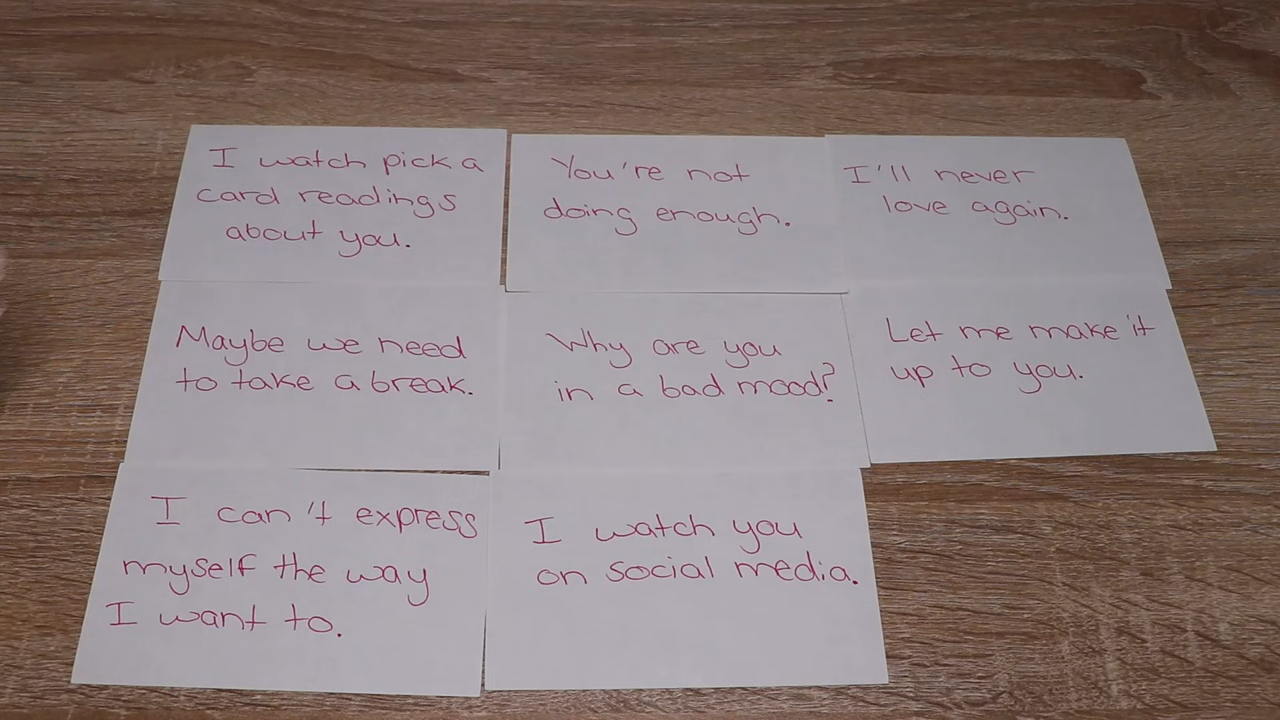 I watch pick a
card readings
about you.
You're not
doing enough.
I'll never
love again.
Maybe we need
to take a break.
Why are you
in a bad mood?
Let me make it
up to you.
I can't express
myself the way
I want to.
I watch you
on social media.